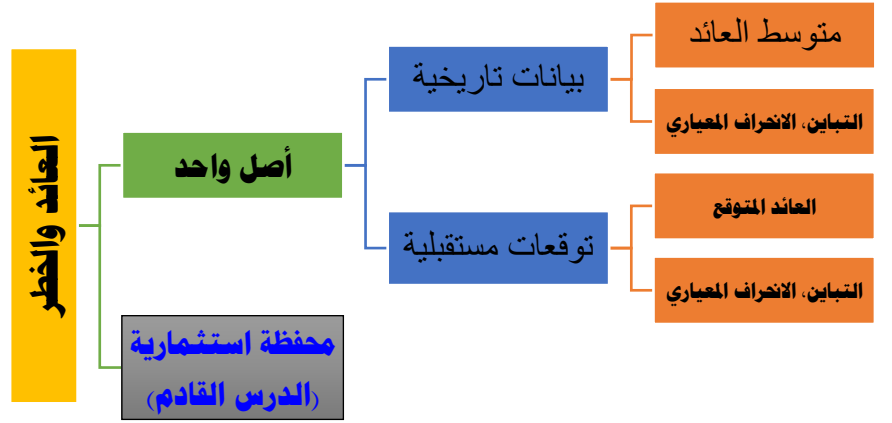 العائد والخطر
أصل واحد
بيانات تاريخية
متوسط العائد
التباين، الانحراف المعياري
توقعات مستقبلية
العائد المتوقع
التباين، الانحراف المعياري
محفظة استثمارية
(الدرس القادم)